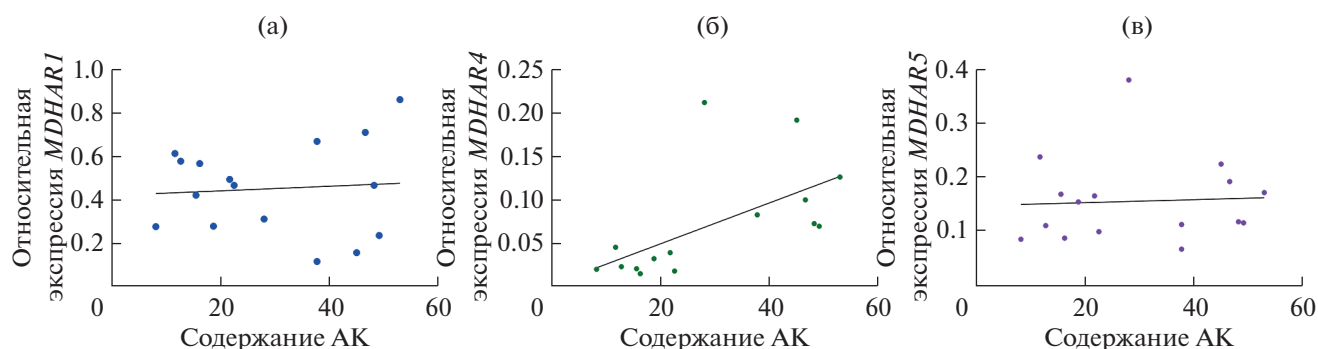 (а)
Относительная
экспрессия MDHAR1
1.0
0.8
0.6
0.4
0.2
0
20
40
60
Содержание АК
(б)
Относительная
экспрессия MDHAR4
0.25
0.20
0.15
0.10
0.05
0
20
40
60
Содержание АК
(в)
Относительная
экспрессия MDHAR5
0.4
0.3
0.2
0.1
0
20
40
60
Содержание АК